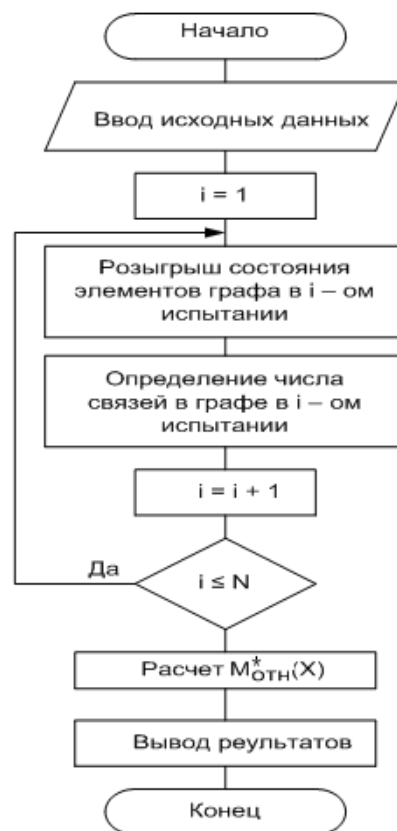 Начало
Ввод исходных данных
i = 1
Розыгрыш состояния
элементов графа в i – ом
испытании
Определение числа
связей в графе в i – ом
испытании
i = i + 1
Да
i ≤ N
Расчет M*ОТН(X)
Вывод реультатов
Конец